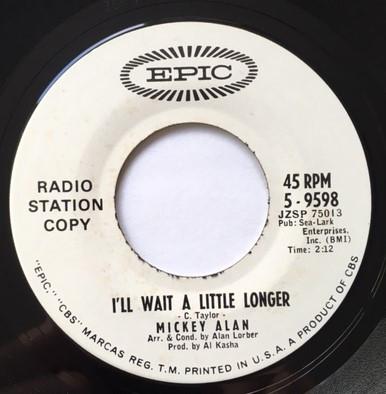 EPIC
RADIO
STATION
COPY
45 RPM
5-9598
JZSP 75013
Pub: Sea-Lark
Enterprises,
Inc. (BMI)
Time: 2:12
I'LL WAIT A LITTLE LONGER
- C. Taylor -
MICKEY ALAN
Arr. & Cond. by Alan Lorber
Prod. by Al Kasha
"EPIC," "CBS" MARCAS REG. T.M. PRINTED IN U.S.A. A PRODUCT OF CBS